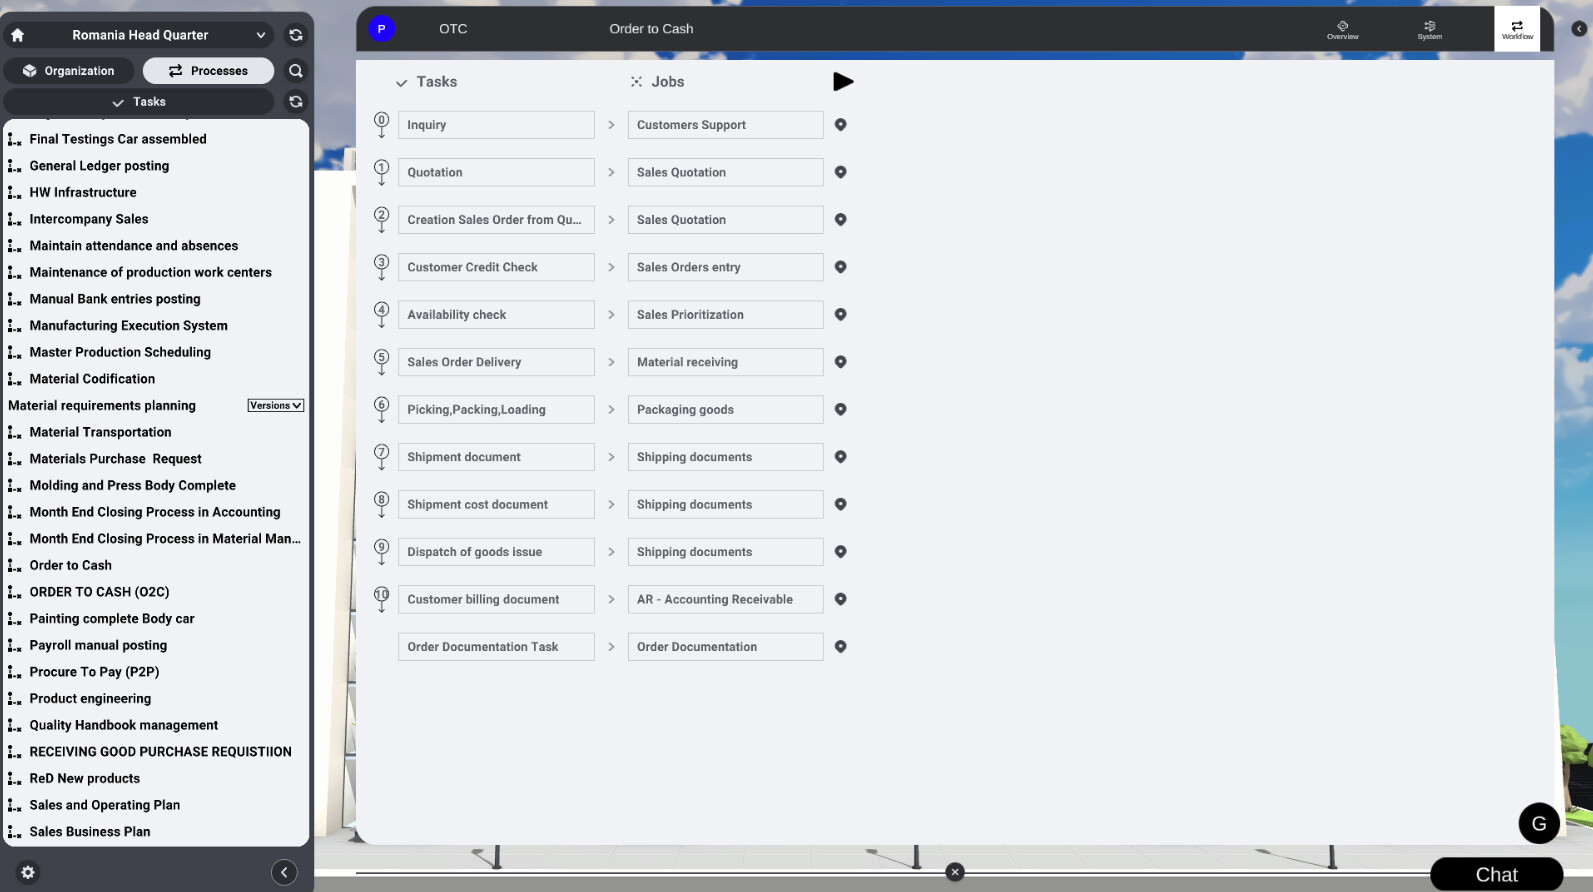 Romania Head Quarter
Organization
Processes
Tasks
Final Testings Car assembled
General Ledger posting
HW Infrastructure
Intercompany Sales
Maintain attendance and absences
Maintenance of production work centers
Manual Bank entries posting
Manufacturing Execution System
Master Production Scheduling
Material Codification
Material requirements planning
Versions
Material Transportation
Materials Purchase Request
Molding and Press Body Complete
Month End Closing Process in Accounting
Month End Closing Process in Material Man...
Order to Cash
ORDER TO CASH (O2C)
Painting complete Body car
Payroll manual posting
Procure To Pay (P2P)
Product engineering
Quality Handbook management
RECEIVING GOOD PURCHASE REQUISTIION
ReD New products
Sales and Operating Plan
Sales Business Plan
P
OTC
Order to Cash
Overview
System
Workflow
Tasks
Jobs
0
Inquiry
Customers Support
1
Quotation
Sales Quotation
2
Creation Sales Order from Qu...
Sales Quotation
3
Customer Credit Check
Sales Orders entry
4
Availability check
Sales Prioritization
5
Sales Order Delivery
Material receiving
6
Picking,Packing,Loading
Packaging goods
7
Shipment document
Shipping documents
8
Shipment cost document
Shipping documents
9
Dispatch of goods issue
Shipping documents
10
Customer billing document
AR - Accounting Receivable
Order Documentation Task
Order Documentation
G
Chat